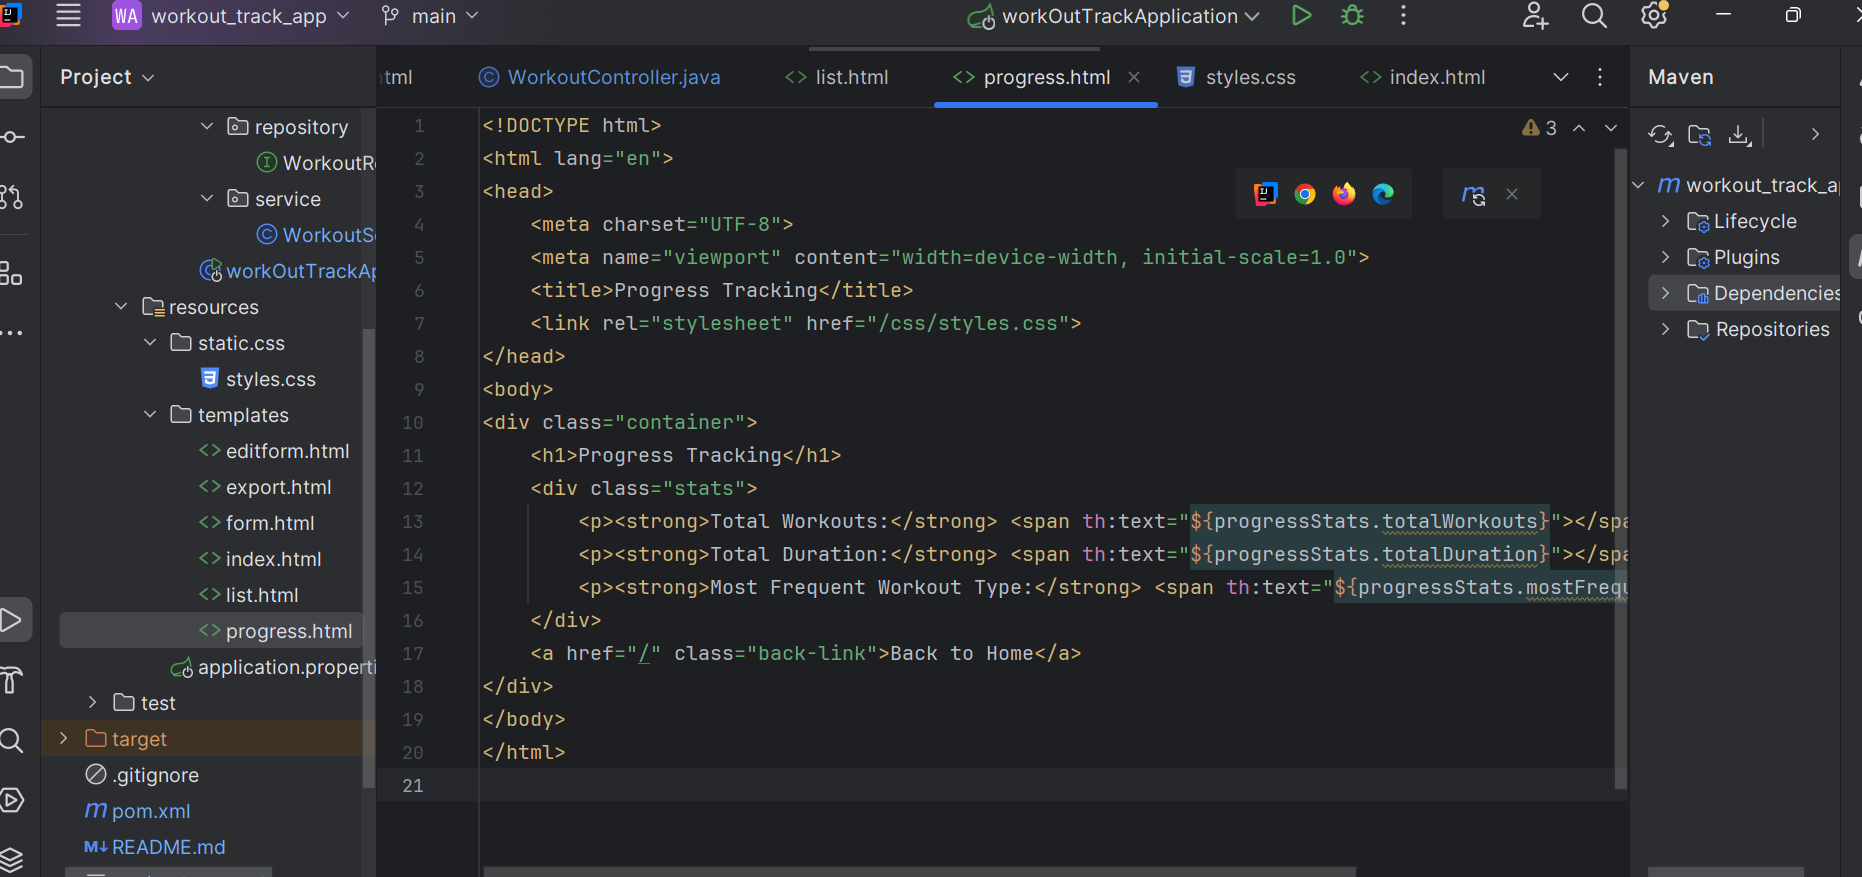 WA workout_track_app main workOutTrackApplication
Project
tml WorkoutController.java list.html progress.html styles.css index.html
Maven
repository
WorkoutRe
service
WorkoutSe
workOutTrackAp
resources
static.css
styles.css
templates
editform.html
export.html
form.html
index.html
list.html
progress.html
application.properti
test
target
.gitignore
pom.xml
README.md
3
1 <!DOCTYPE html>
2 <html lang="en">
3 <head>
4 <meta charset="UTF-8">
5 <meta name="viewport" content="width=device-width, initial-scale=1.0">
6 <title>Progress Tracking</title>
7 <link rel="stylesheet" href="/css/styles.css">
8 </head>
9 <body>
10 <div class="container">
11 <h1>Progress Tracking</h1>
12 <div class="stats">
13 <p><strong>Total Workouts:</strong> <span th:text="${progressStats.totalWorkouts}"></spa
14 <p><strong>Total Duration:</strong> <span th:text="${progressStats.totalDuration}"></spa
15 <p><strong>Most Frequent Workout Type:</strong> <span th:text="${progressStats.mostFrequ
16 </div>
17 <a href="/" class="back-link">Back to Home</a>
18 </div>
19 </body>
20 </html>
21
workout_track_ap
Lifecycle
Plugins
Dependencies
Repositories